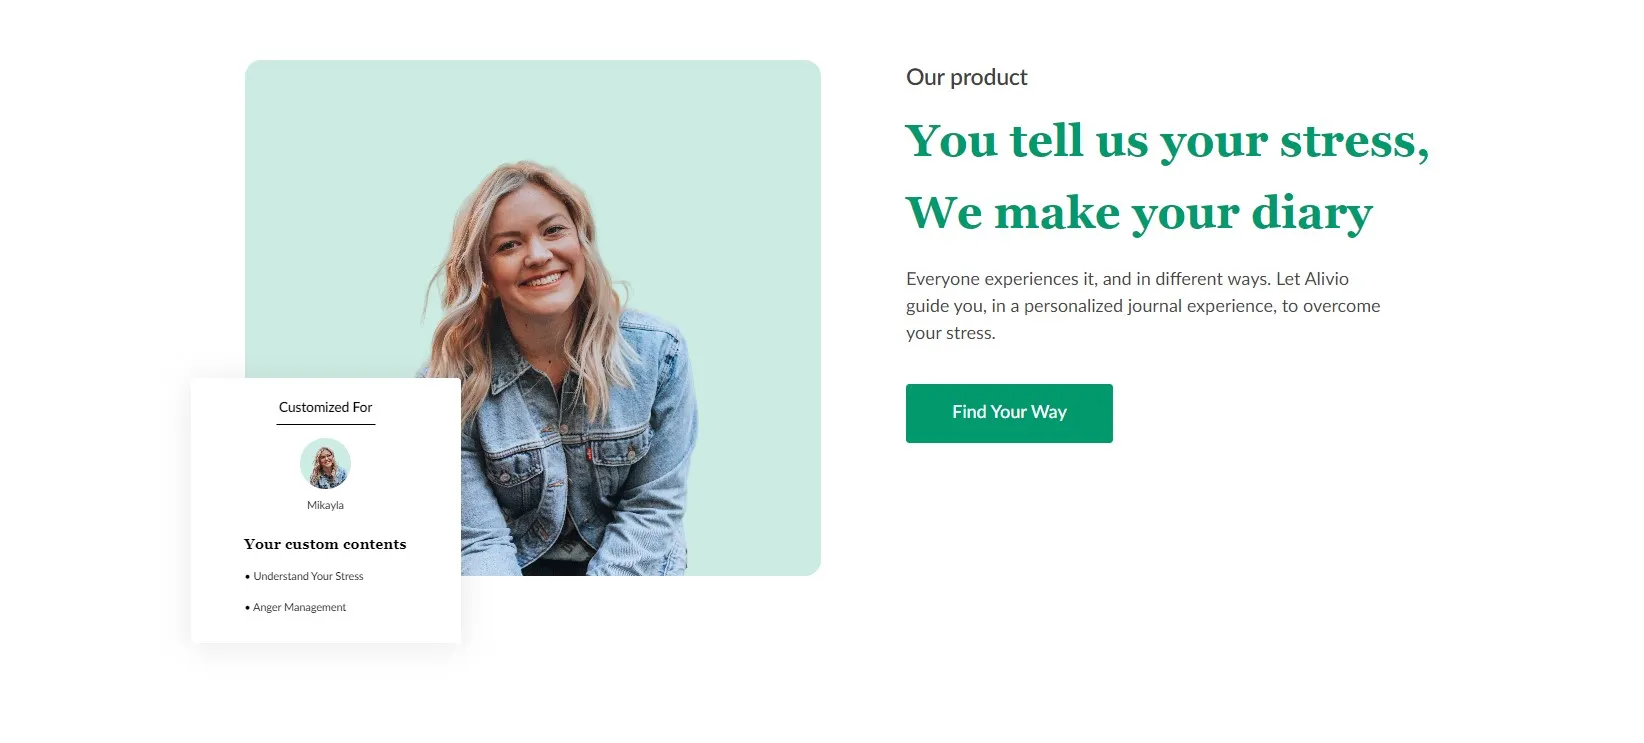 Our product
You tell us your stress,
We make your diary
Everyone experiences it, and in different ways. Let Alivio
guide you, in a personalized journal experience, to overcome
your stress.
Find Your Way
Customized For
Mikayla
Your custom contents
• Understand Your Stress
• Anger Management